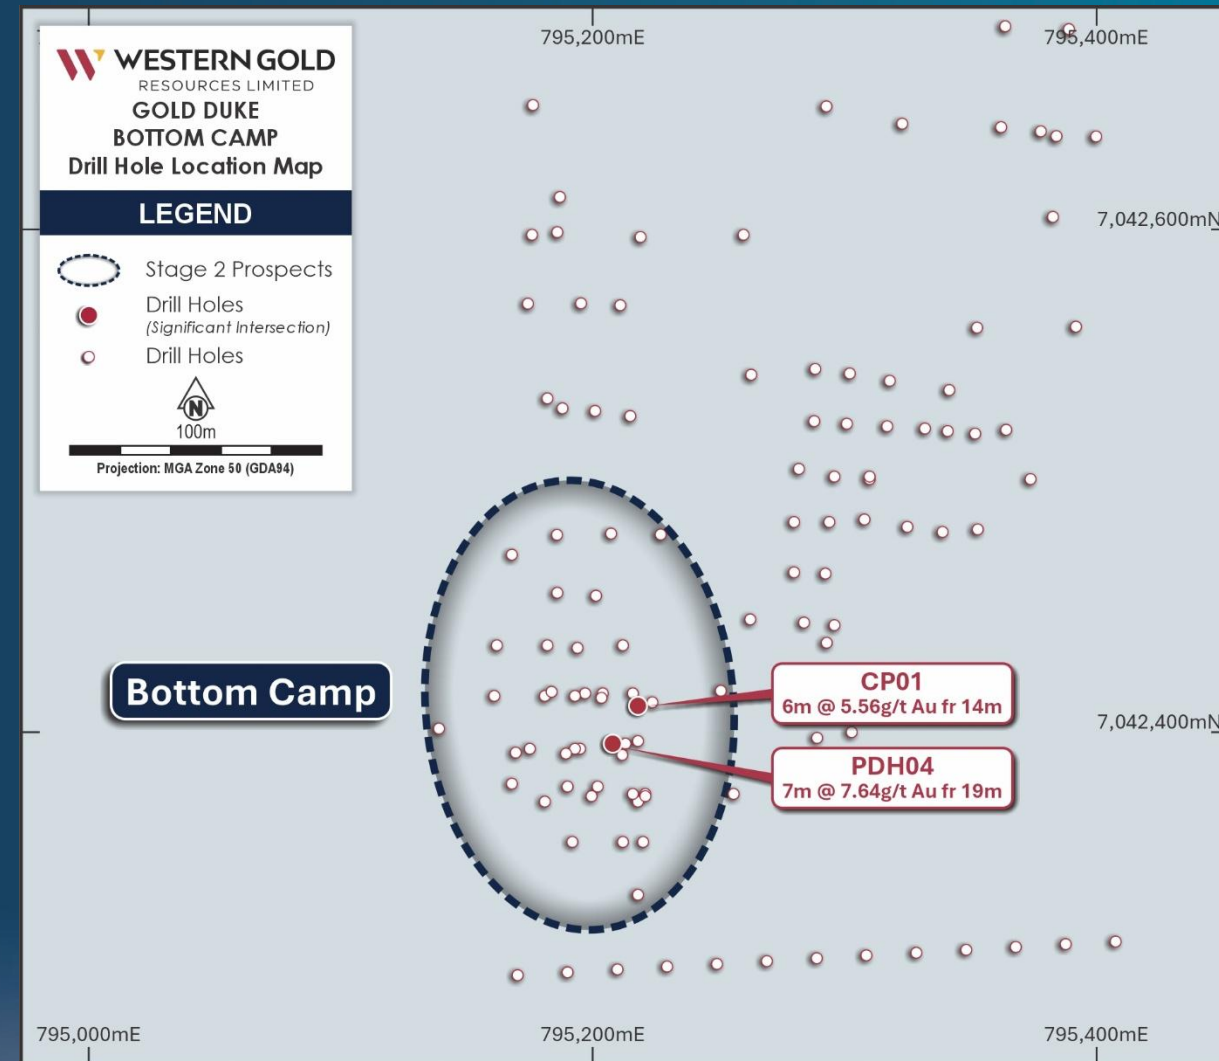 WESTERN GOLD
RESOURCES LIMITED
GOLD DUKE
BOTTOM CAMP
Drill Hole Location Map
LEGEND
Stage 2 Prospects
Drill Holes
(Significant Intersection)
Drill Holes
N
100m
Projection: MGA Zone 50 (GDA94)
795,200mE
795,400mE
7,042,600mN
Bottom Camp
CP01
6m @ 5.56g/t Au fr 14m
7,042,400mN
PDH04
7m @ 7.64g/t Au fr 19m
795,000mE
795,200mE
795,400mE